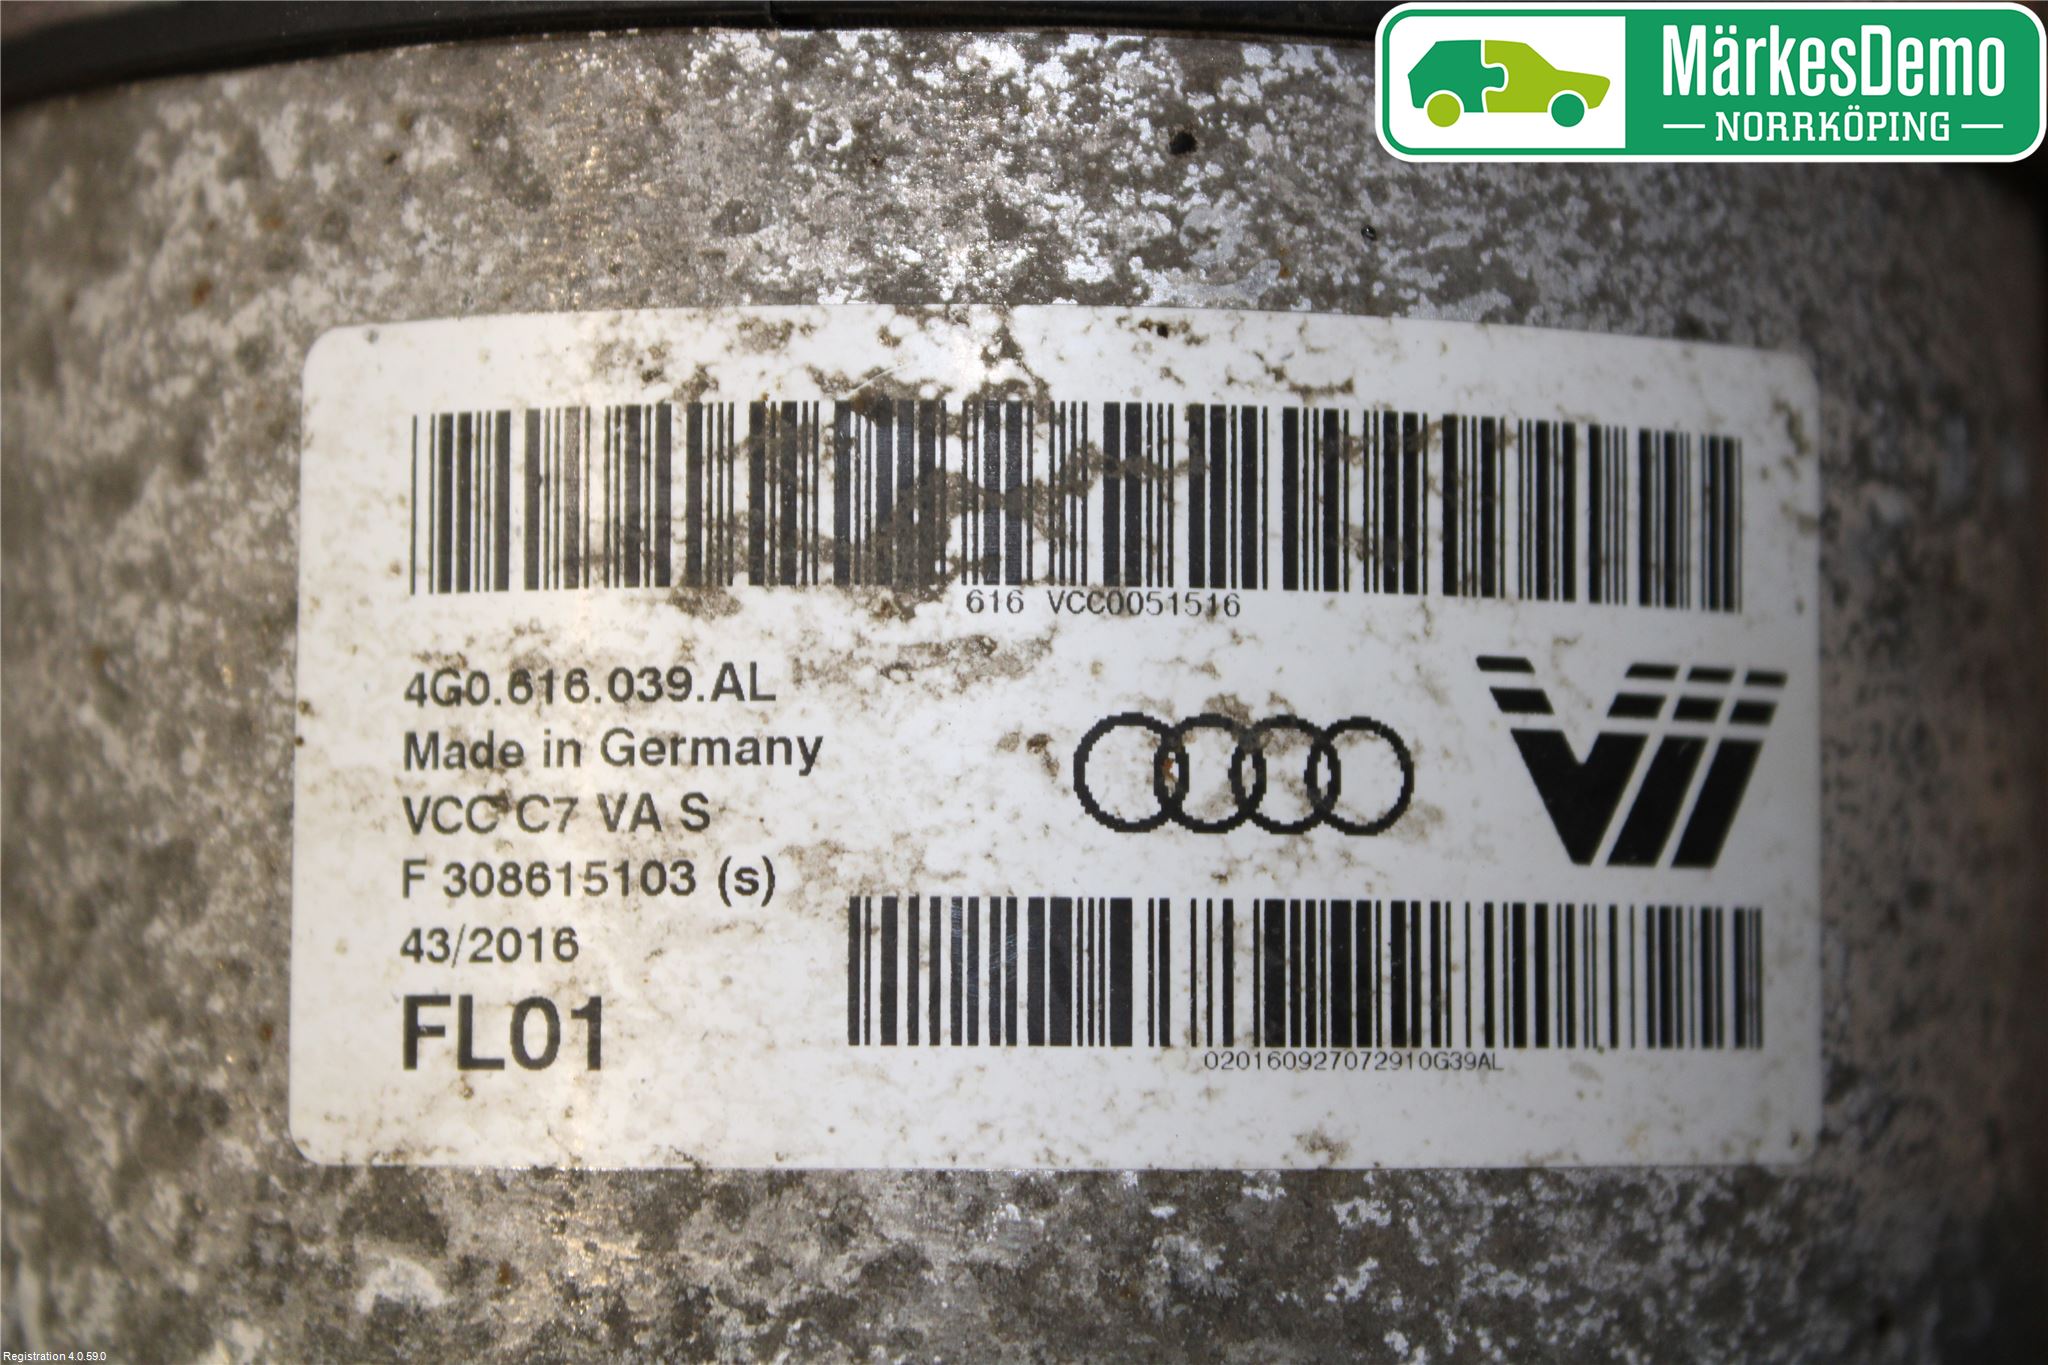 MärkesDemo
NORRKÖPING
616 VCC0051516
4G0.616.039.AL
Made in Germany
VCC C7 VA S
F 308615103 (s)
43/2016
FL01
020160927072910G39AL
Registration 4.0.59.0